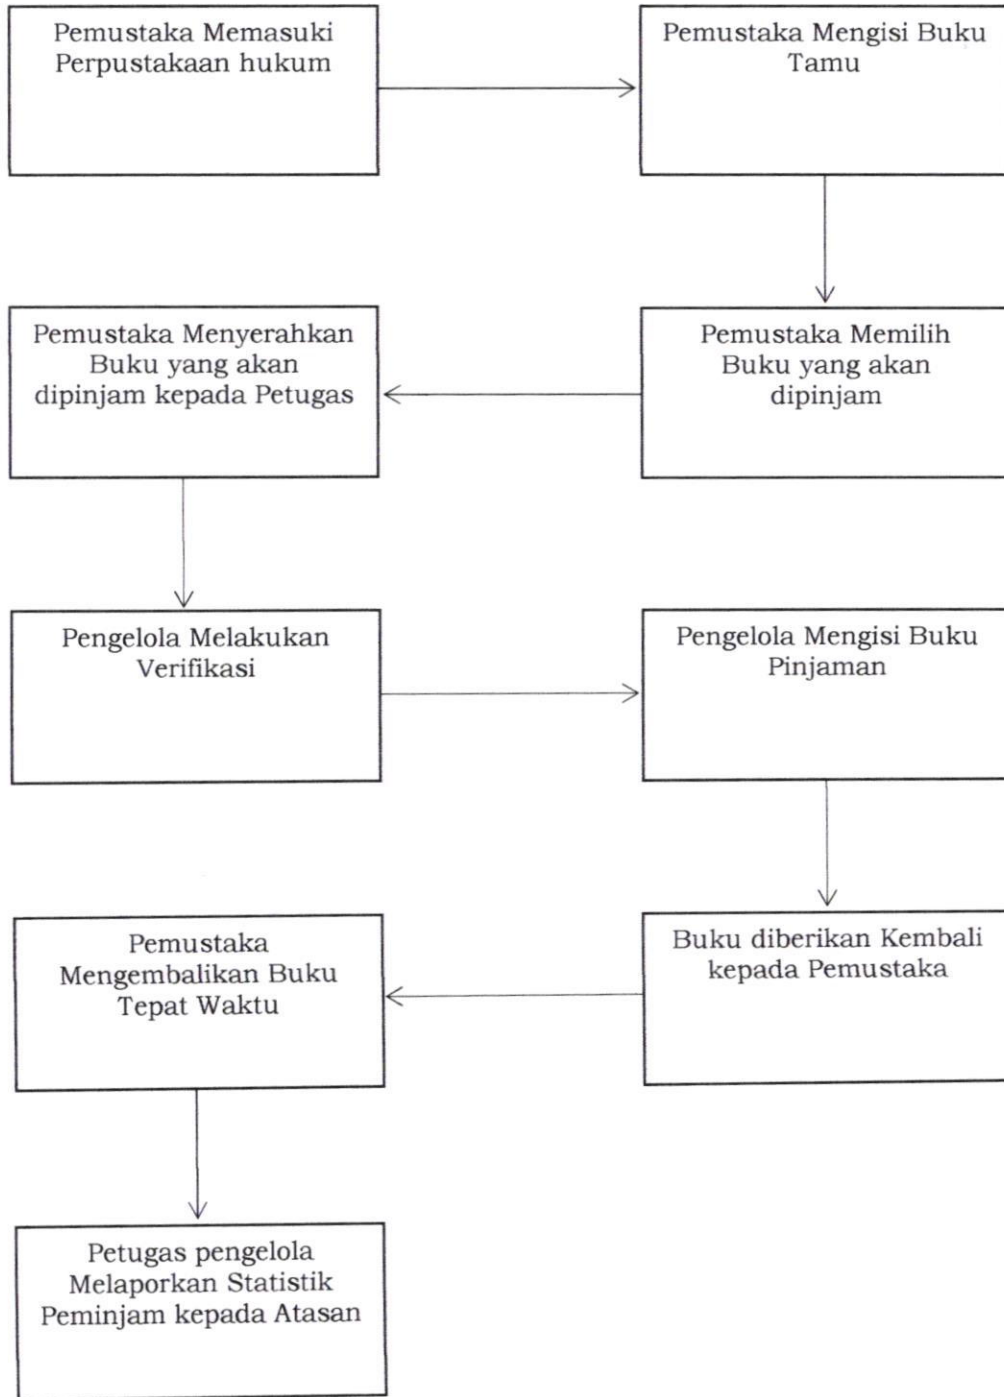 Pemustaka Memasuki
Perpustakaan hukum
Pemustaka Mengisi Buku
Tamu
Pemustaka Memilih
Buku yang akan
dipinjam
Pemustaka Menyerahkan
Buku yang akan
dipinjam kepada Petugas
Pengelola Melakukan
Verifikasi
Pengelola Mengisi Buku
Pinjaman
Buku diberikan Kembali
kepada Pemustaka
Pemustaka
Mengembalikan Buku
Tepat Waktu
Petugas pengelola
Melaporkan Statistik
Peminjam kepada Atasan